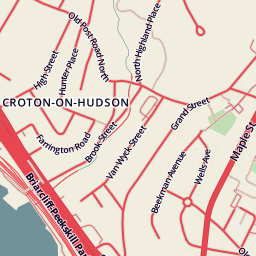 Old Post Road North
North Highland Place
High Street
Hunter Place
CROTON-ON-HUDSON
Grand Street
Farrington Road
Brook Street
Van Wyck Street
Maple St
Beekman Avenue
Wells Ave
Briarcliff-Peekskill Pa
Ol